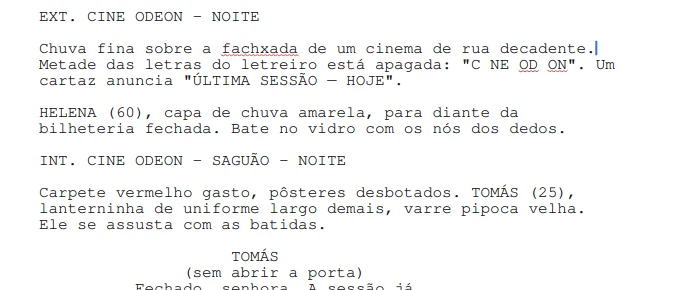 EXT. CINE ODEON – NOITE
Chuva fina sobre a fachxada de um cinema de rua decadente.
Metade das letras do letreiro está apagada: "C NE OD ON". Um
cartaz anuncia "ÚLTIMA SESSÃO — HOJE".
HELENA (60), capa de chuva amarela, para diante da
bilheteria fechada. Bate no vidro com os nós dos dedos.
INT. CINE ODEON – SAGUÃO – NOITE
Carpete vermelho gasto, pôsteres desbotados. TOMÁS (25),
lanterninha de uniforme largo demais, varre pipoca velha.
Ele se assusta com as batidas.
TOMÁS
(sem abrir a porta)
Fechado, senhora. A sessão já